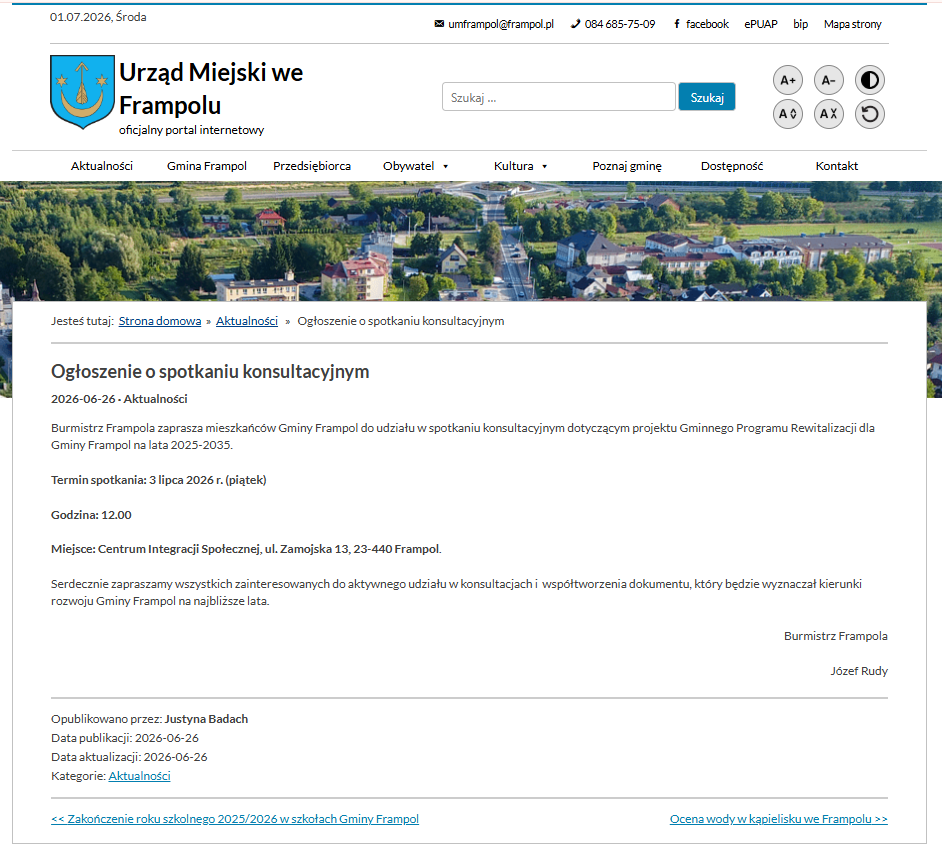 01.07.2026, Środa
umframpol@frampol.pl 084 685-75-09 facebook ePUAP bip Mapa strony
Urząd Miejski we
Frampolu
oficjalny portal internetowy
Szukaj ... Szukaj
A+ A-
A A X
Aktualności Gmina Frampol Przedsiębiorca Obywatel Kultura Poznaj gminę Dostępność Kontakt
Jesteś tutaj: Strona domowa » Aktualności » Ogłoszenie o spotkaniu konsultacyjnym
Ogłoszenie o spotkaniu konsultacyjnym
2026-06-26 · Aktualności
Burmistrz Frampola zaprasza mieszkańców Gminy Frampol do udziału w spotkaniu konsultacyjnym dotyczącym projektu Gminnego Programu Rewitalizacji dla
Gminy Frampol na lata 2025-2035.
Termin spotkania: 3 lipca 2026 r. (piątek)
Godzina: 12.00
Miejsce: Centrum Integracji Społecznej, ul. Zamojska 13, 23-440 Frampol.
Serdecznie zapraszamy wszystkich zainteresowanych do aktywnego udziału w konsultacjach i współtworzenia dokumentu, który będzie wyznaczał kierunki
rozwoju Gminy Frampol na najbliższe lata.
Burmistrz Frampola
Józef Rudy
Opublikowano przez: Justyna Badach
Data publikacji: 2026-06-26
Data aktualizacji: 2026-06-26
Kategorie: Aktualności
<< Zakończenie roku szkolnego 2025/2026 w szkołach Gminy Frampol Ocena wody w kąpielisku we Frampolu >>